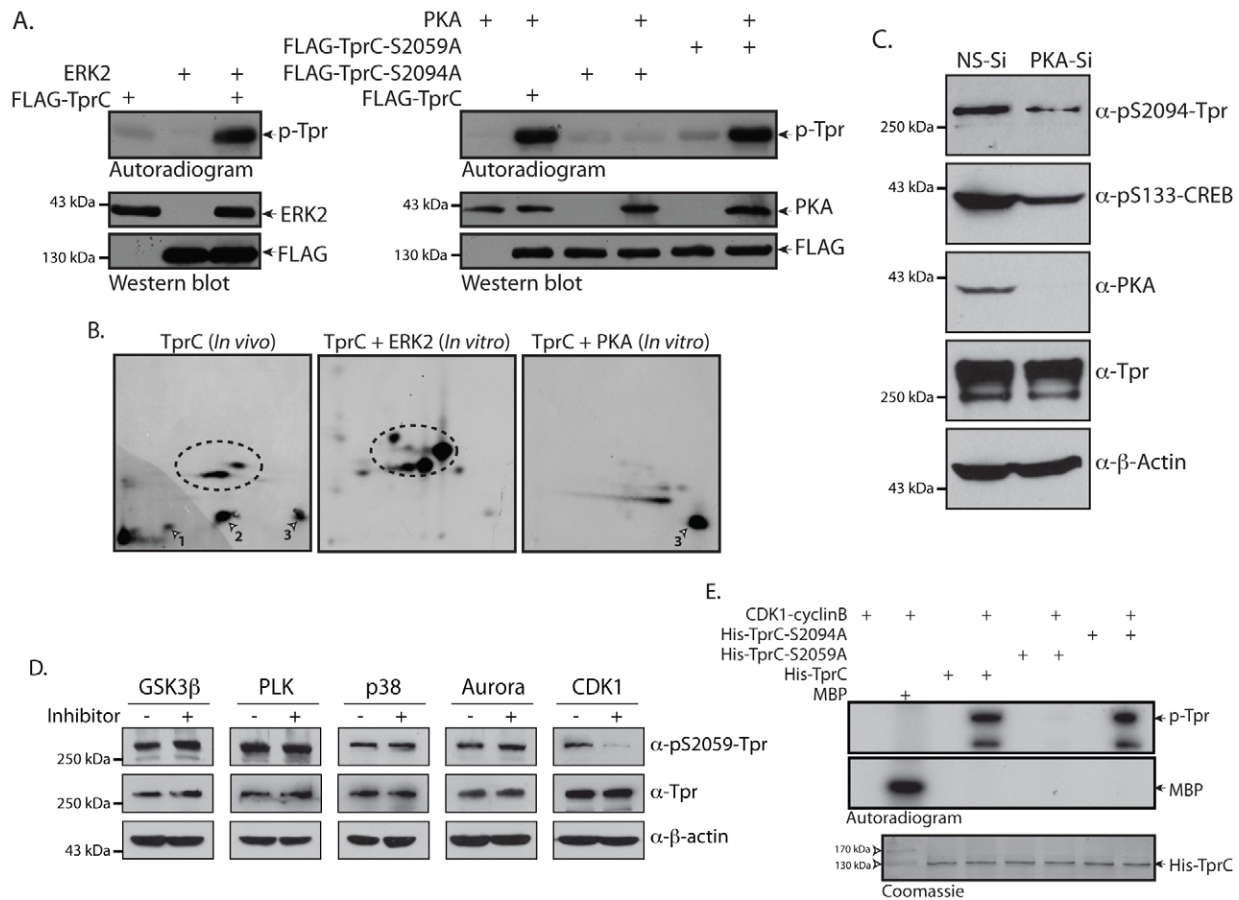 A.
ERK2 + +
FLAG-TprC + +
p-Tpr
Autoradiogram
43 kDa
ERK2
130 kDa
FLAG
Western blot
PKA + + + +
FLAG-TprC-S2059A + +
FLAG-TprC-S2094A + +
FLAG-TprC +
p-Tpr
Autoradiogram
43 kDa
PKA
130 kDa
FLAG
Western blot
B.
TprC (In vivo)
TprC + ERK2 (In vitro)
TprC + PKA (In vitro)
1
2
3
3
C.
NS-Si PKA-Si
α-pS2094-Tpr
250 kDa
43 kDa
α-pS133-CREB
43 kDa
α-PKA
α-Tpr
250 kDa
α-β-Actin
43 kDa
D.
GSK3β PLK p38 Aurora CDK1
Inhibitor - + - + - + - + - +
α-pS2059-Tpr
250 kDa
α-Tpr
250 kDa
α-β-actin
43 kDa
E.
CDK1-cyclinB + + + + +
His-TprC-S2094A + +
His-TprC-S2059A + +
His-TprC + +
MBP +
p-Tpr
MBP
Autoradiogram
170 kDa
130 kDa
His-TprC
Coomassie